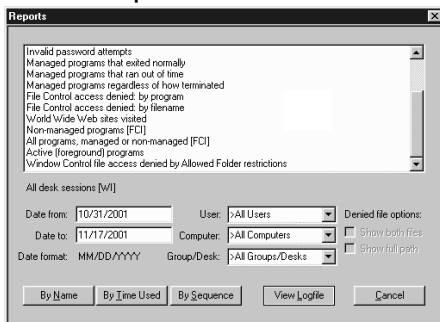 Reports
Invalid password attempts
Managed programs that exited normally
Managed programs that ran out of time
Managed programs regardless of how terminated
File Control access denied: by program
File Control access denied: by filename
World Wide Web sites visited
Non-managed programs [FCI]
All programs, managed or non-managed [FCI]
Active (foreground) programs
Window Control file access denied by Allowed Folder restrictions
All desk sessions [WI]
Date from: 10/31/2001 User: >All Users Denied file options:
Date to: 11/17/2001 Computer: >All Computers Show both files
Show full path
Date format: MM/DD/YYYY Group/Desk: >All Groups/Desks
By Name By Time Used By Sequence View Logfile Cancel